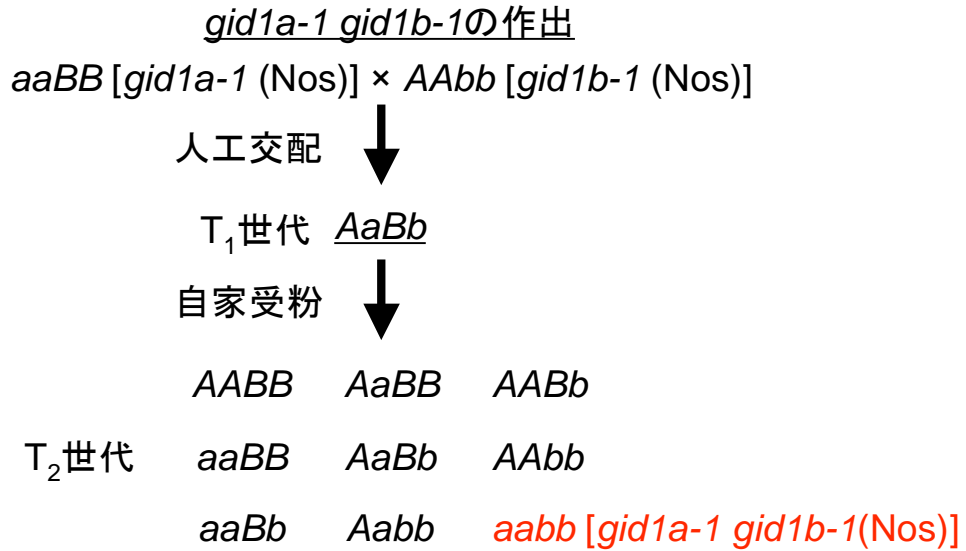 gid1a-1 gid1b-1の作出
aaBB [gid1a-1 (Nos)] × AAbb [gid1b-1 (Nos)]
人工交配
T1世代 AaBb
自家受粉
AABB AaBB AABb
T2世代 aaBB AaBb AAbb
aaBb Aabb aabb [gid1a-1 gid1b-1(Nos)]